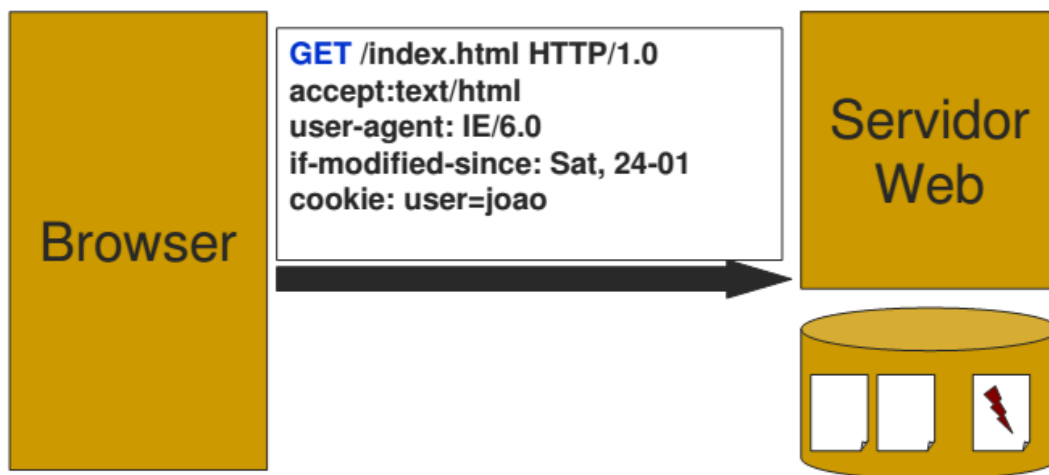 Browser
GET /index.html HTTP/1.0
accept:text/html
user-agent: IE/6.0
if-modified-since: Sat, 24-01
cookie: user=joao
Servidor
Web